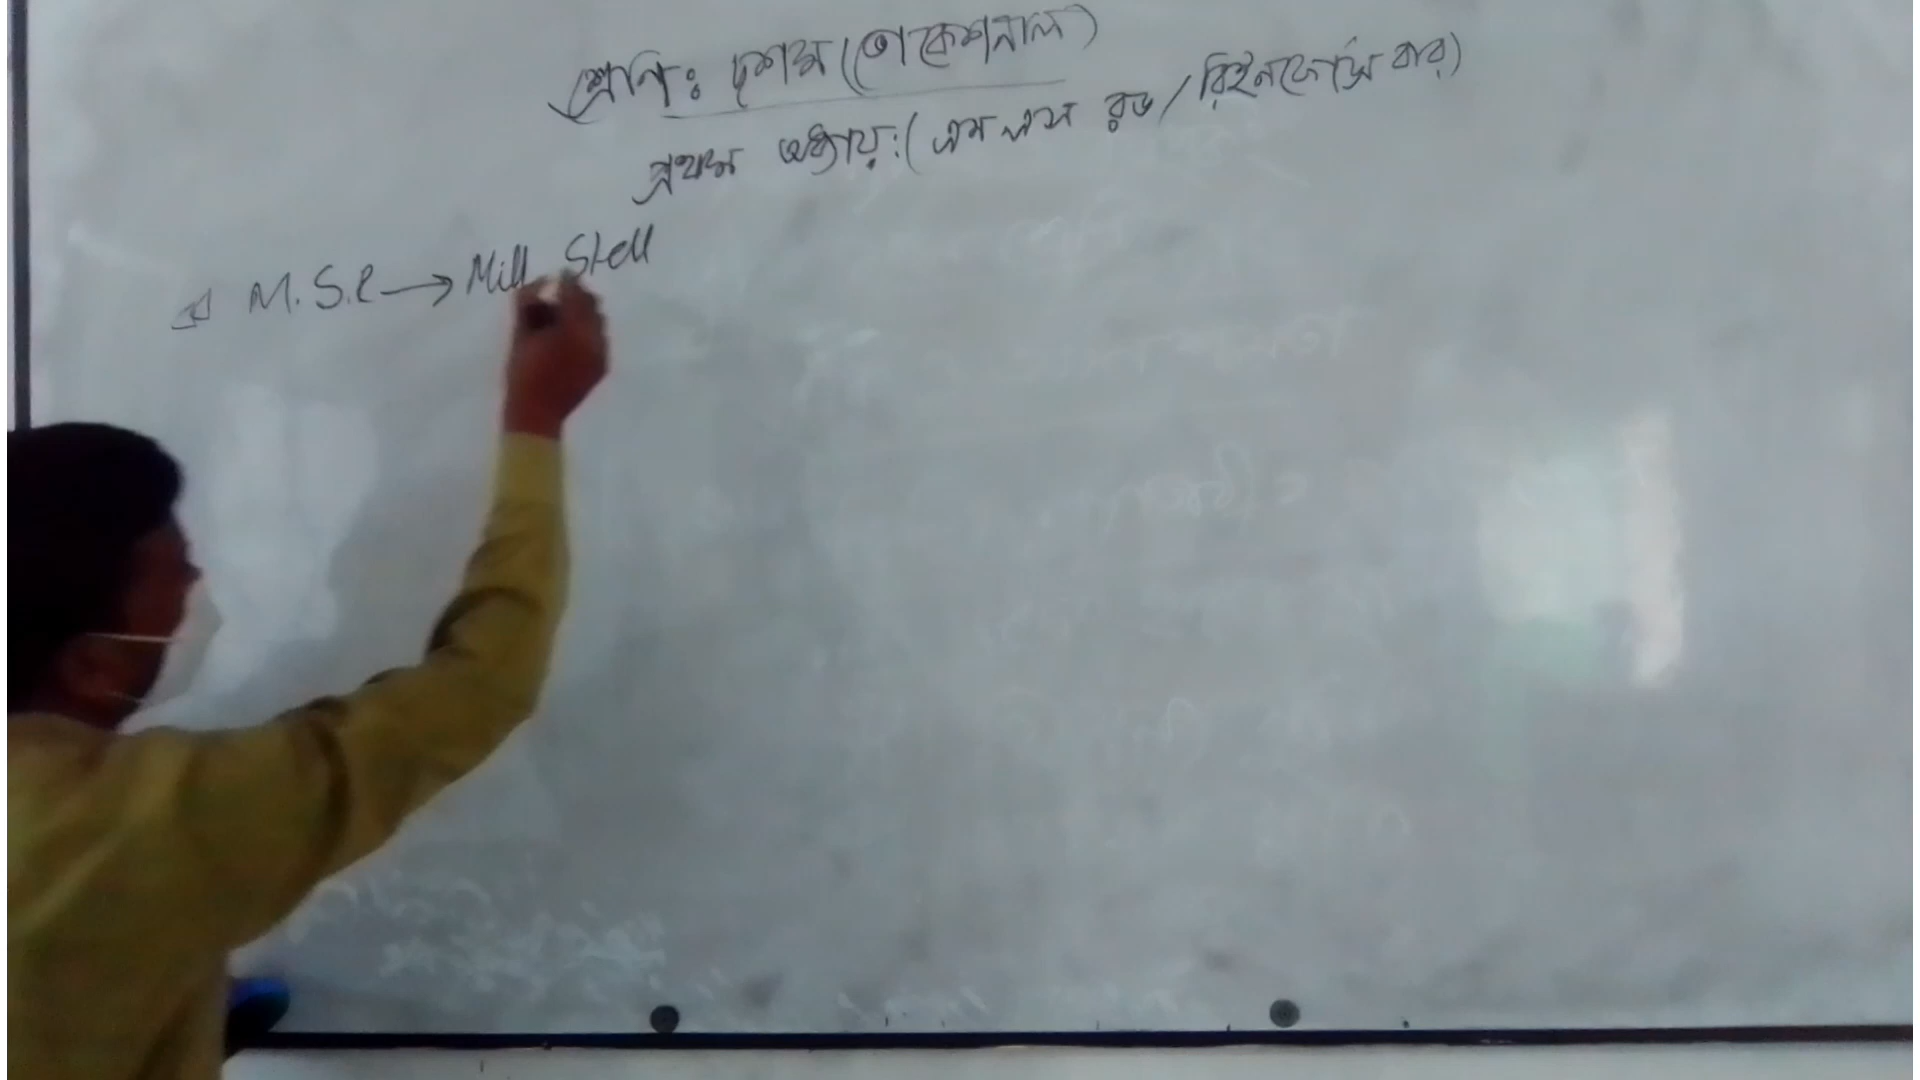 শ্রেণিঃ দশম (ভোকেশনাল)
প্রথম অধ্যায়ঃ (এম এস রড / রিইনফোর্সিং বার)
M.S.R → Mill Stell